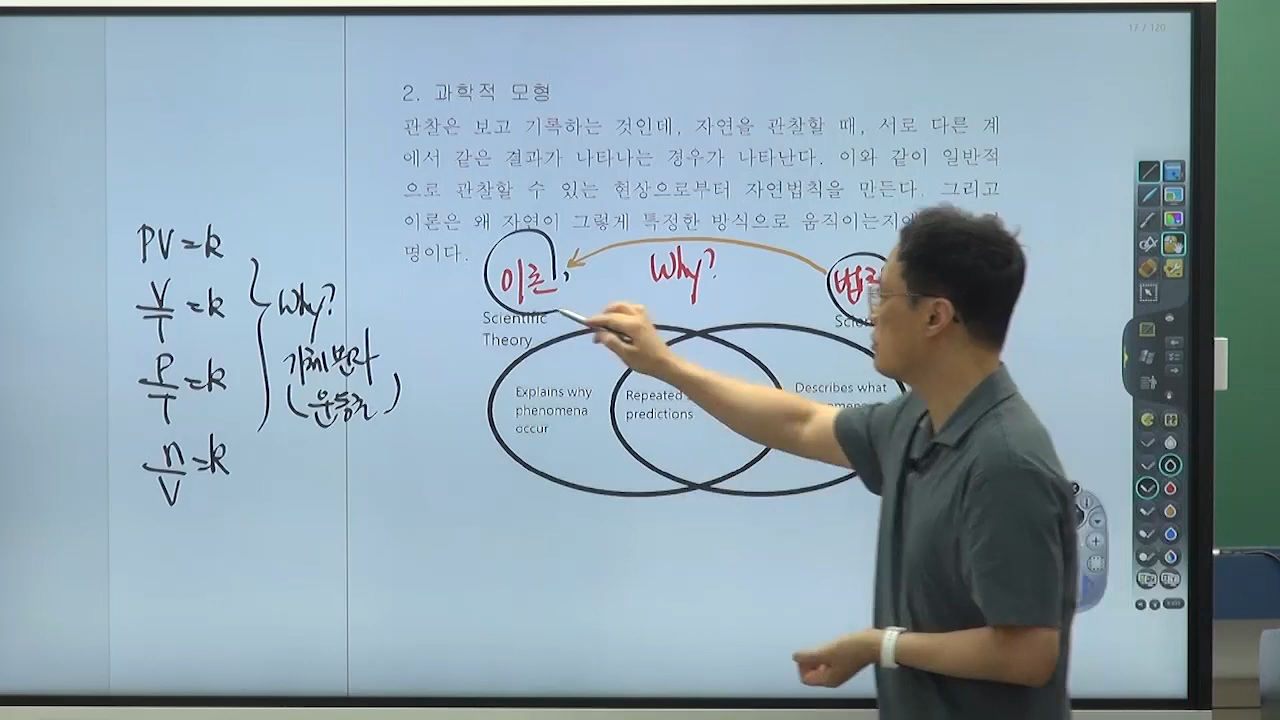 17 / 120
2. 과학적 모형
관찰은 보고 기록하는 것인데, 자연을 관찰할 때, 서로 다른 계
에서 같은 결과가 나타나는 경우가 나타난다. 이와 같이 일반적
으로 관찰할 수 있는 현상으로부터 자연법칙을 만든다. 그리고
이론은 왜 자연이 그렇게 특정한 방식으로 움직이는지에
명이다.
PV=k
V/T=k
P/T=k
n/V=k
Why?
기체분자
(운동론)
이론,
Why?
Scientific
Theory
Explains why
phenomena
occur
Repeated
predictions
Describes what